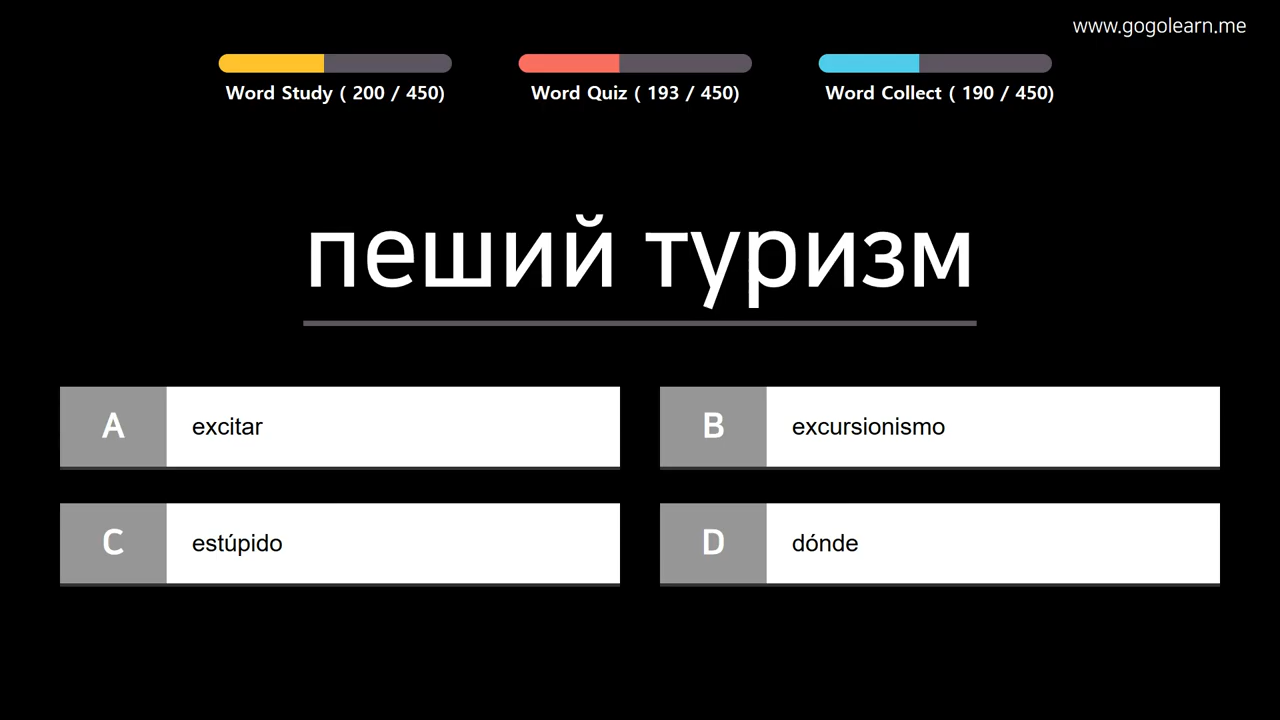 www.gogolearn.me
Word Study ( 200 / 450)
Word Quiz ( 193 / 450)
Word Collect ( 190 / 450)
пеший туризм
A excitar
B excursionismo
C estúpido
D dónde